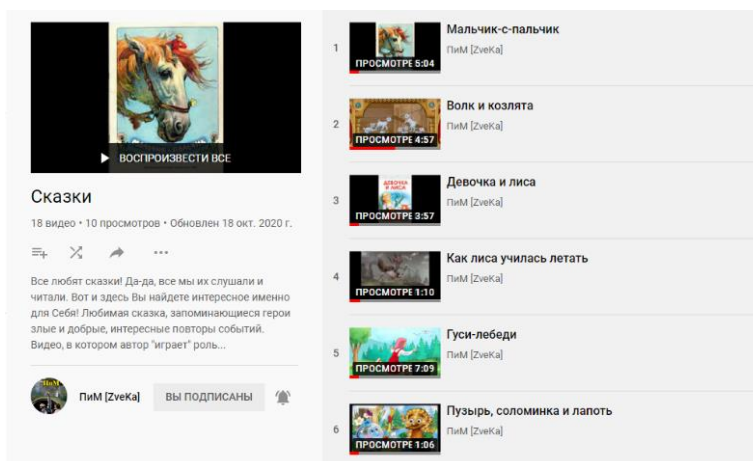 ВОСПРОИЗВЕСТИ ВСЕ
Сказки
18 видео • 10 просмотров • Обновлен 18 окт. 2020 г.
Все любят сказки! Да-да, все мы их слушали и
читали. Вот и здесь Вы найдете интересное именно
для Себя! Любимая сказка, запоминающиеся герои
злые и добрые, интересные повторы событий.
Видео, в котором автор "играет" роль...
ПиМ
ПиМ [ZveKa]
ВЫ ПОДПИСАНЫ
1
ПРОСМОТРЕ 5:04
Мальчик-с-пальчик
ПиМ [ZveKa]
2
ПРОСМОТРЕ 4:57
Волк и козлята
ПиМ [ZveKa]
3
ДЕВОЧКА
И ЛИСА
ПРОСМОТРЕ 3:57
Девочка и лиса
ПиМ [ZveKa]
4
ПРОСМОТРЕ 1:10
Как лиса училась летать
ПиМ [ZveKa]
5
ПРОСМОТРЕ 7:09
Гуси-лебеди
ПиМ [ZveKa]
6
ПРОСМОТРЕ 1:06
Пузырь, соломинка и лапоть
ПиМ [ZveKa]